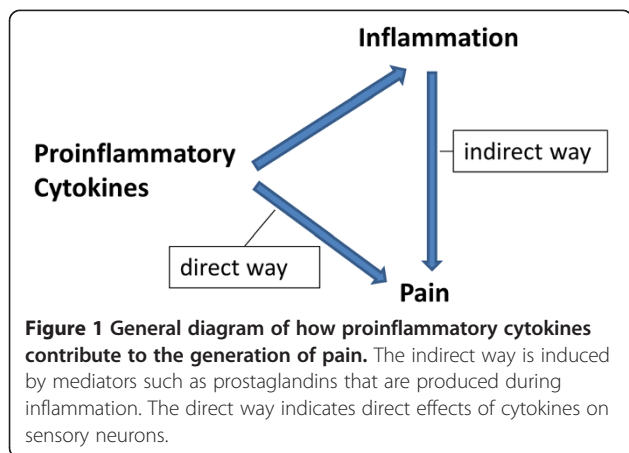 Inflammation
Proinflammatory
Cytokines
indirect way
direct way
Pain
Figure 1 General diagram of how proinflammatory cytokines
contribute to the generation of pain. The indirect way is induced
by mediators such as prostaglandins that are produced during
inflammation. The direct way indicates direct effects of cytokines on
sensory neurons.